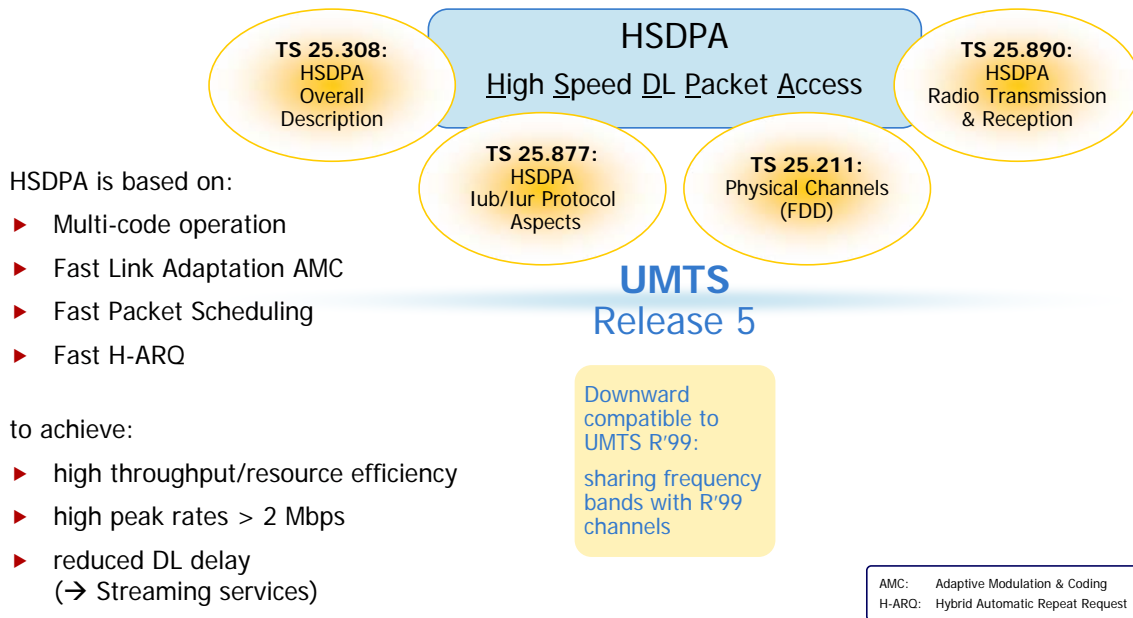 HSDPA
High Speed DL Packet Access
TS 25.308:
HSDPA
Overall
Description
TS 25.890:
HSDPA
Radio Transmission
& Reception
TS 25.877:
HSDPA
Iub/Iur Protocol
Aspects
TS 25.211:
Physical Channels
(FDD)
HSDPA is based on:
Multi-code operation
Fast Link Adaptation AMC
Fast Packet Scheduling
Fast H-ARQ
UMTS
Release 5
Downward
compatible to
UMTS R'99:
sharing frequency
bands with R'99
channels
to achieve:
high throughput/resource efficiency
high peak rates > 2 Mbps
reduced DL delay
(→ Streaming services)
AMC: Adaptive Modulation & Coding
H-ARQ: Hybrid Automatic Repeat Request